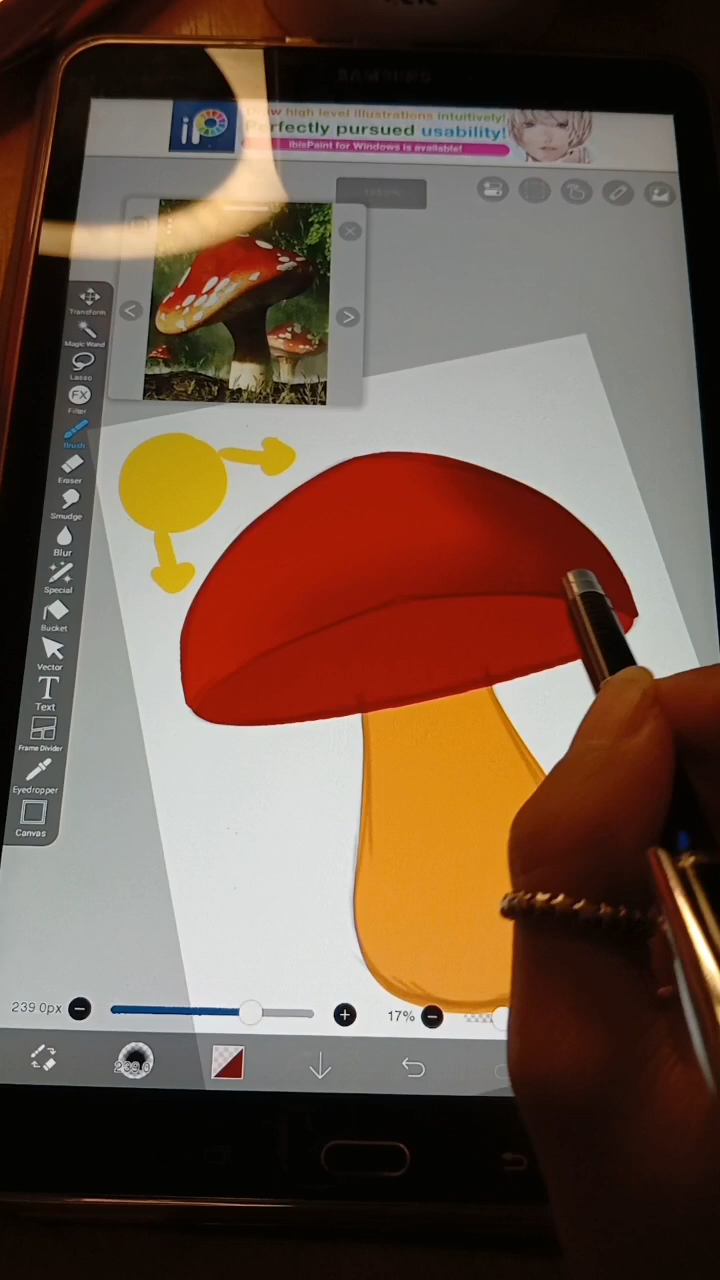 SAMSUNG
iP
Draw high level illustrations intuitively!
Perfectly pursued usability!
ibisPaint for Windows is available!
Transform
Magic Wand
Lasso
FX
Filter
Brush
Eraser
Smudge
Blur
Special
Bucket
Vector
T
Text
Frame Divider
Eyedropper
Canvas
239.0px
17%
239.0